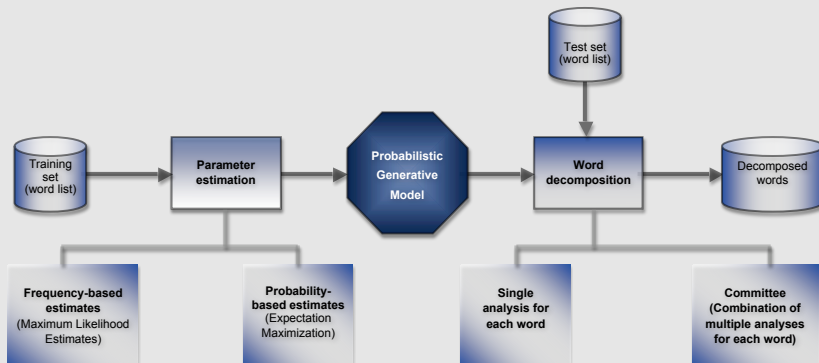 Test set
(word list)
Training
set
(word list)
Parameter
estimation
Probabilistic
Generative
Model
Word
decomposition
Decomposed
words
Frequency-based
estimates
(Maximum Likelihood
Estimates)
Probability-
based estimates
(Expectation
Maximization)
Single
analysis for
each word
Committee
(Combination of
multiple analyses
for each word)